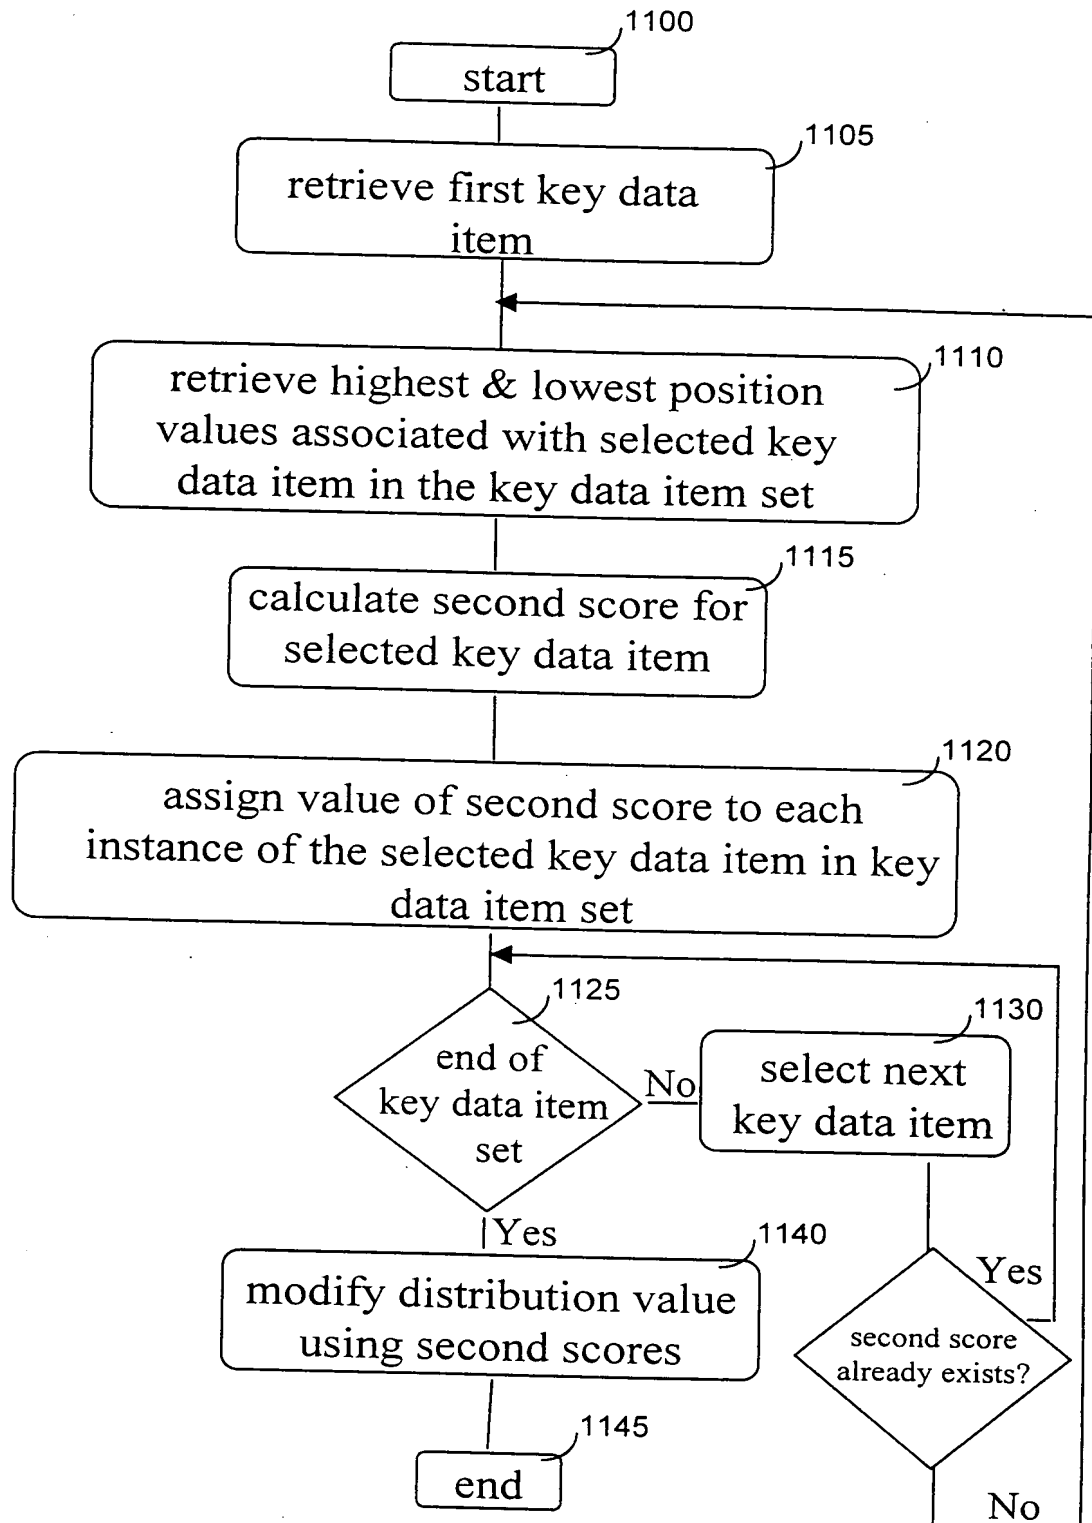 1100
start
1105
retrieve first key data
item
1110
retrieve highest & lowest position
values associated with selected key
data item in the key data item set
1115
calculate second score for
selected key data item
1120
assign value of second score to each
instance of the selected key data item in key
data item set
1125
end of
key data item
set
No
1130
select next
key data item
Yes
1140
modify distribution value
using second scores
Yes
second score
already exists?
1145
end
No